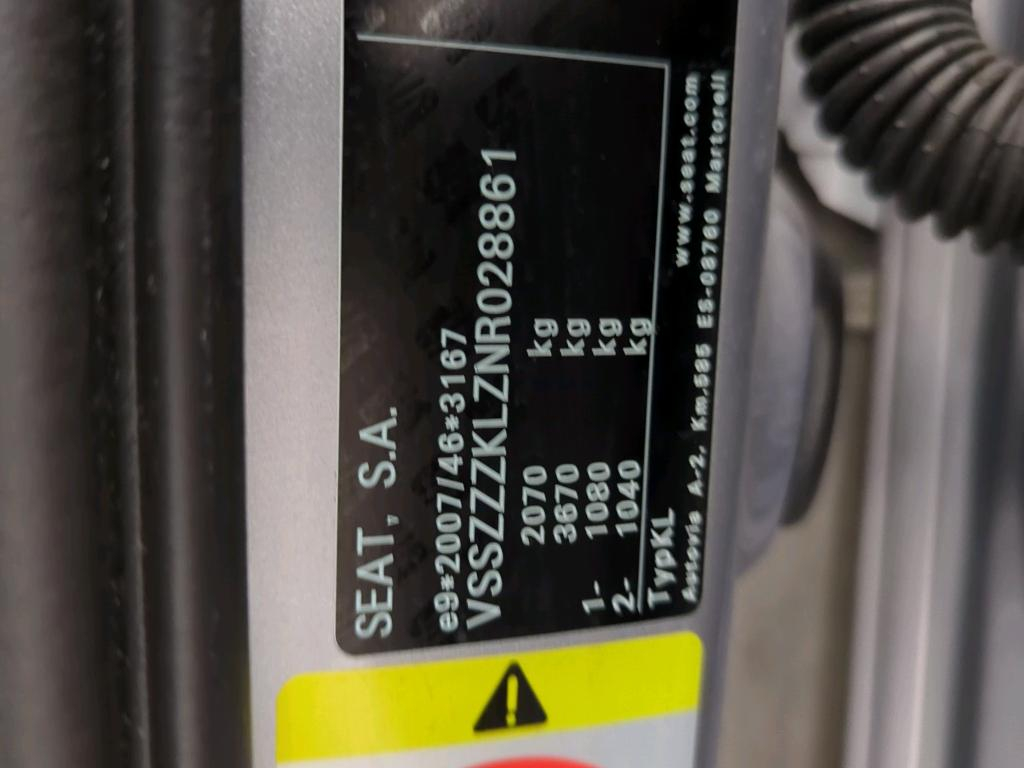 SEAT, S.A.
e9*2007/46*3167
VSSZZZKLZNR028861
2070 kg
3670 kg
1- 1080 kg
2- 1040 kg
TypKL www.seat.com
Autovia A-2, Km.585 ES-08760 Martorell